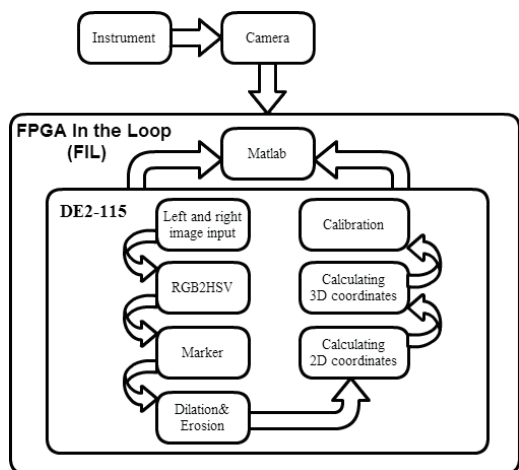 Instrument
Camera
FPGA In the Loop
(FIL)
Matlab
DE2-115
Left and right
image input
RGB2HSV
Marker
Dilation&
Erosion
Calibration
Calculating
3D coordinates
Calculating
2D coordinates